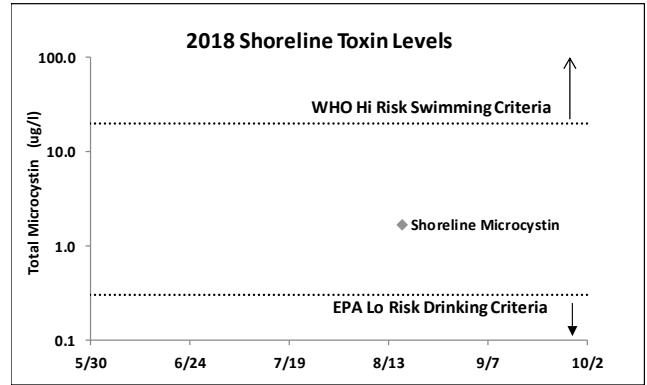 2018 Shoreline Toxin Levels
Total Microcystin (ug/l)
100.0
10.0
1.0
0.1
WHO Hi Risk Swimming Criteria
Shoreline Microcystin
EPA Lo Risk Drinking Criteria
5/30 6/24 7/19 8/13 9/7 10/2